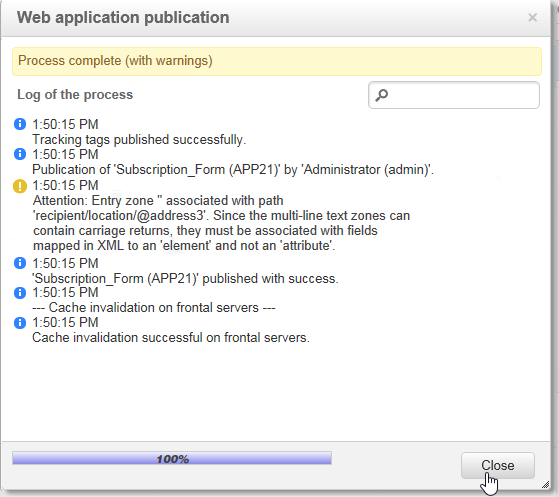 Web application publication
×
Process complete (with warnings)
Log of the process
1:50:15 PM
Tracking tags published successfully.
1:50:15 PM
Publication of 'Subscription_Form (APP21)' by 'Administrator (admin)'.
1:50:15 PM
Attention: Entry zone '' associated with path
'recipient/location/@address3'. Since the multi-line text zones can
contain carriage returns, they must be associated with fields
mapped in XML to an 'element' and not an 'attribute'.
1:50:15 PM
'Subscription_Form (APP21)' published with success.
1:50:15 PM
--- Cache invalidation on frontal servers ---
1:50:15 PM
Cache invalidation successful on frontal servers.
100%
Close